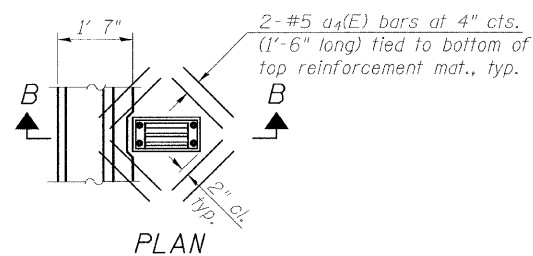 1' 7"
2-#5 a4(E) bars at 4" cts.
(1'-6" long) tied to bottom of
top reinforcement mat., typ.
B
B
2" cl.
typ.
PLAN